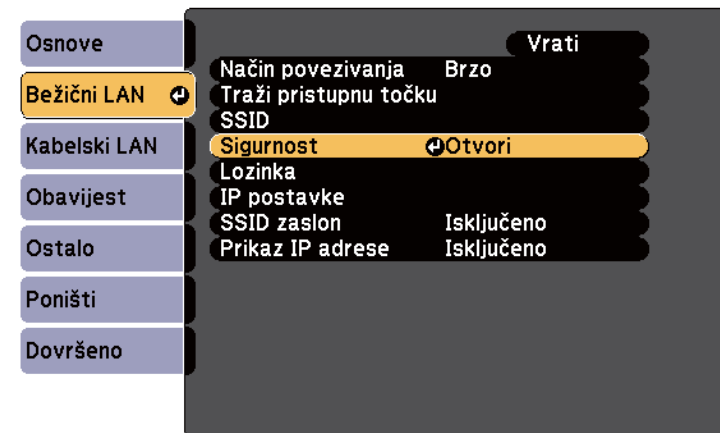 Osnove
Bežični LAN
Kabelski LAN
Obavijest
Ostalo
Poništi
Dovršeno
Vrati
Način povezivanja Brzo
Traži pristupnu točku
SSID
Sigurnost Otvori
Lozinka
IP postavke
SSID zaslon Isključeno
Prikaz IP adrese Isključeno